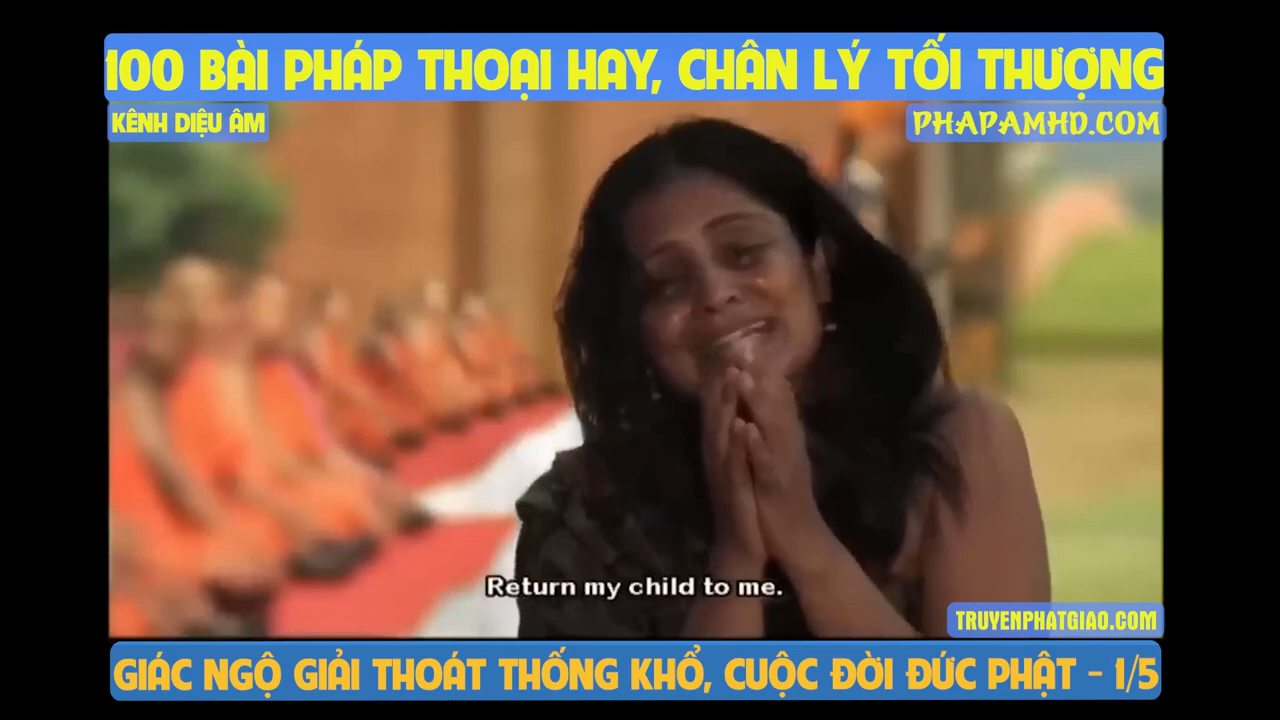 100 BÀI PHÁP THOẠI HAY, CHÂN LÝ TỐI THƯỢNG
KÊNH DIỆU ÂM
PHAPAMHD.COM
Return my child to me.
TRUYENPHATGIAO.COM
GIÁC NGỘ GIẢI THOÁT THỐNG KHỔ, CUỘC ĐỜI ĐỨC PHẬT - 1/5